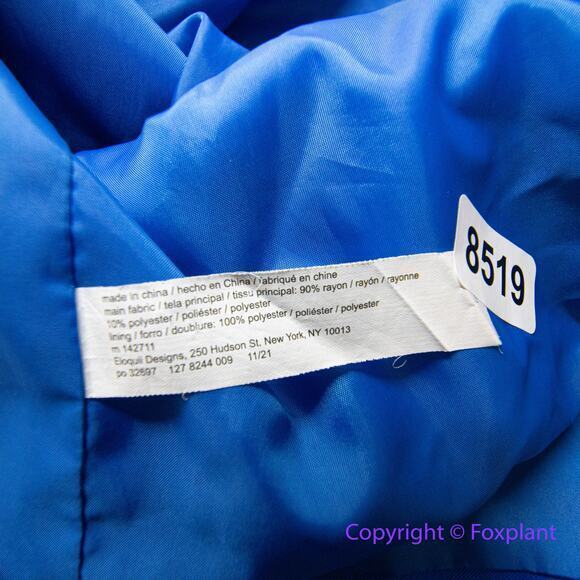 made in china / hecho en China / fabriqué en chine
main fabric / tela principal / tissu principal: 90% rayon / rayón / rayonne
10% polyester / poliéster / polyester
lining / forro / doublure: 100% polyester / poliéster / polyester
m 142711
Eloquii Designs, 250 Hudson St. New York, NY 10013
po 32697 127 8244 009 11/21
8519
Copyright © Foxplant